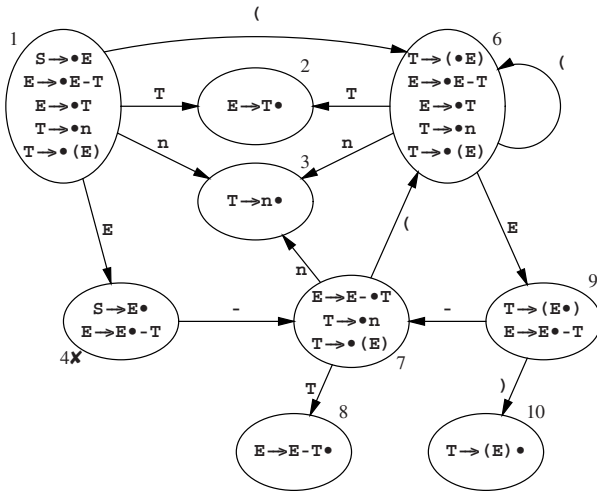 (
1
S→•E
E→•E-T
E→•T
T→•n
T→•(E)
2
E→T•
T
T
n
n
3
T→n•
6
T→(•E)
E→•E-T
E→•T
T→•n
T→•(E)
(
E
E
(
n
S→E•
E→E•-T
4✘
-
E→E-•T
T→•n
T→•(E)
7
-
9
T→(E•)
E→E•-T
T
)
8
E→E-T•
10
T→(E)•